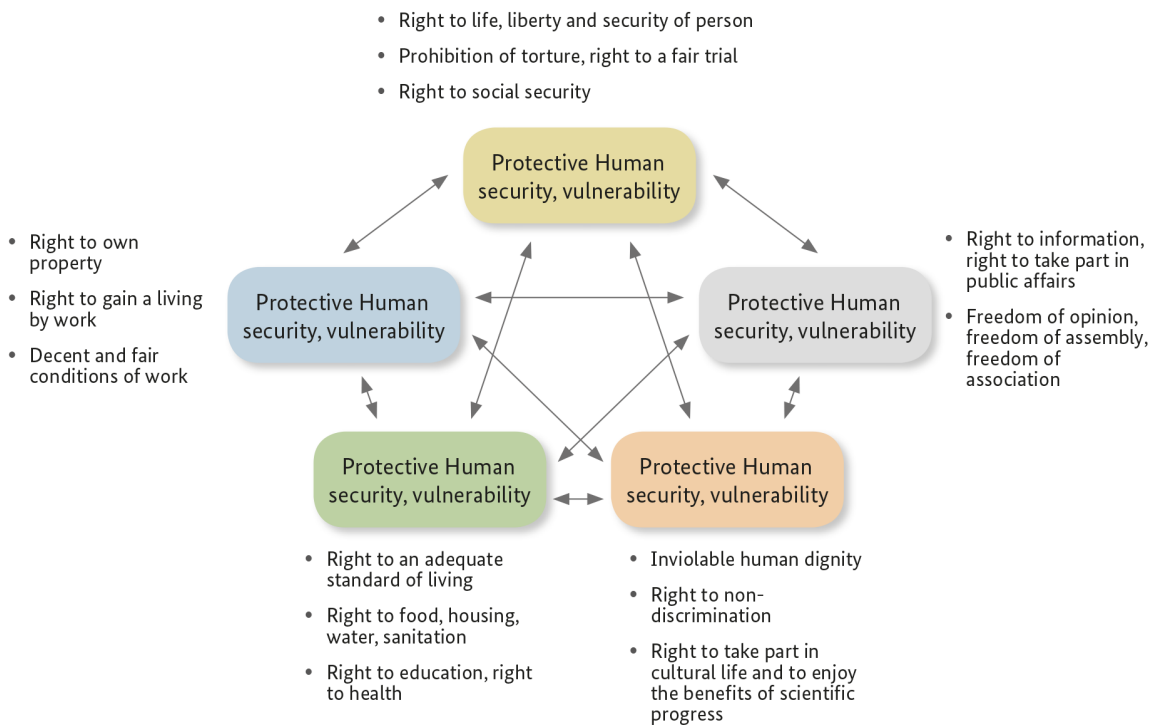 • Right to life, liberty and security of person
• Prohibition of torture, right to a fair trial
• Right to social security
Protective Human
security, vulnerability
• Right to own
property
• Right to gain a living
by work
• Decent and fair
conditions of work
Protective Human
security, vulnerability
Protective Human
security, vulnerability
• Right to information,
right to take part in
public affairs
• Freedom of opinion,
freedom of assembly,
freedom of
association
Protective Human
security, vulnerability
Protective Human
security, vulnerability
• Right to an adequate
standard of living
• Right to food, housing,
water, sanitation
• Right to education, right
to health
• Inviolable human dignity
• Right to non-
discrimination
• Right to take part in
cultural life and to enjoy
the benefits of scientific
progress